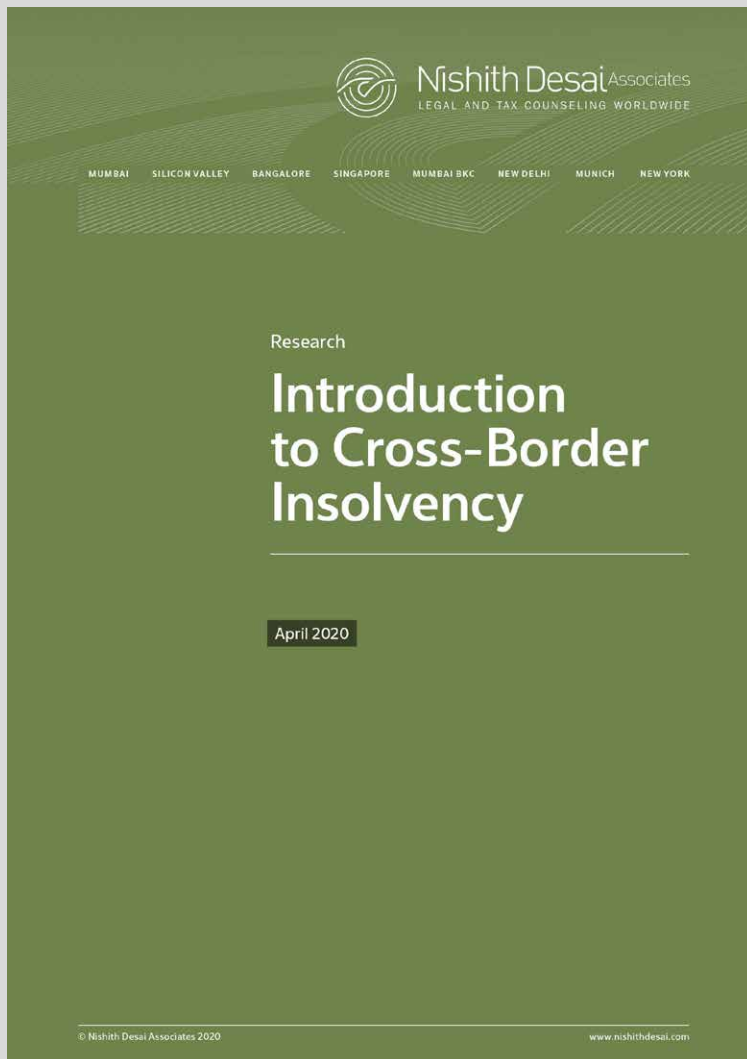 Nishith Desai Associates
LEGAL AND TAX COUNSELING WORLDWIDE
MUMBAI SILICON VALLEY BANGALORE SINGAPORE MUMBAI BKC NEW DELHI MUNICH NEW YORK
Research
Introduction
to Cross-Border
Insolvency
April 2020
© Nishith Desai Associates 2020 www.nishithdesai.com